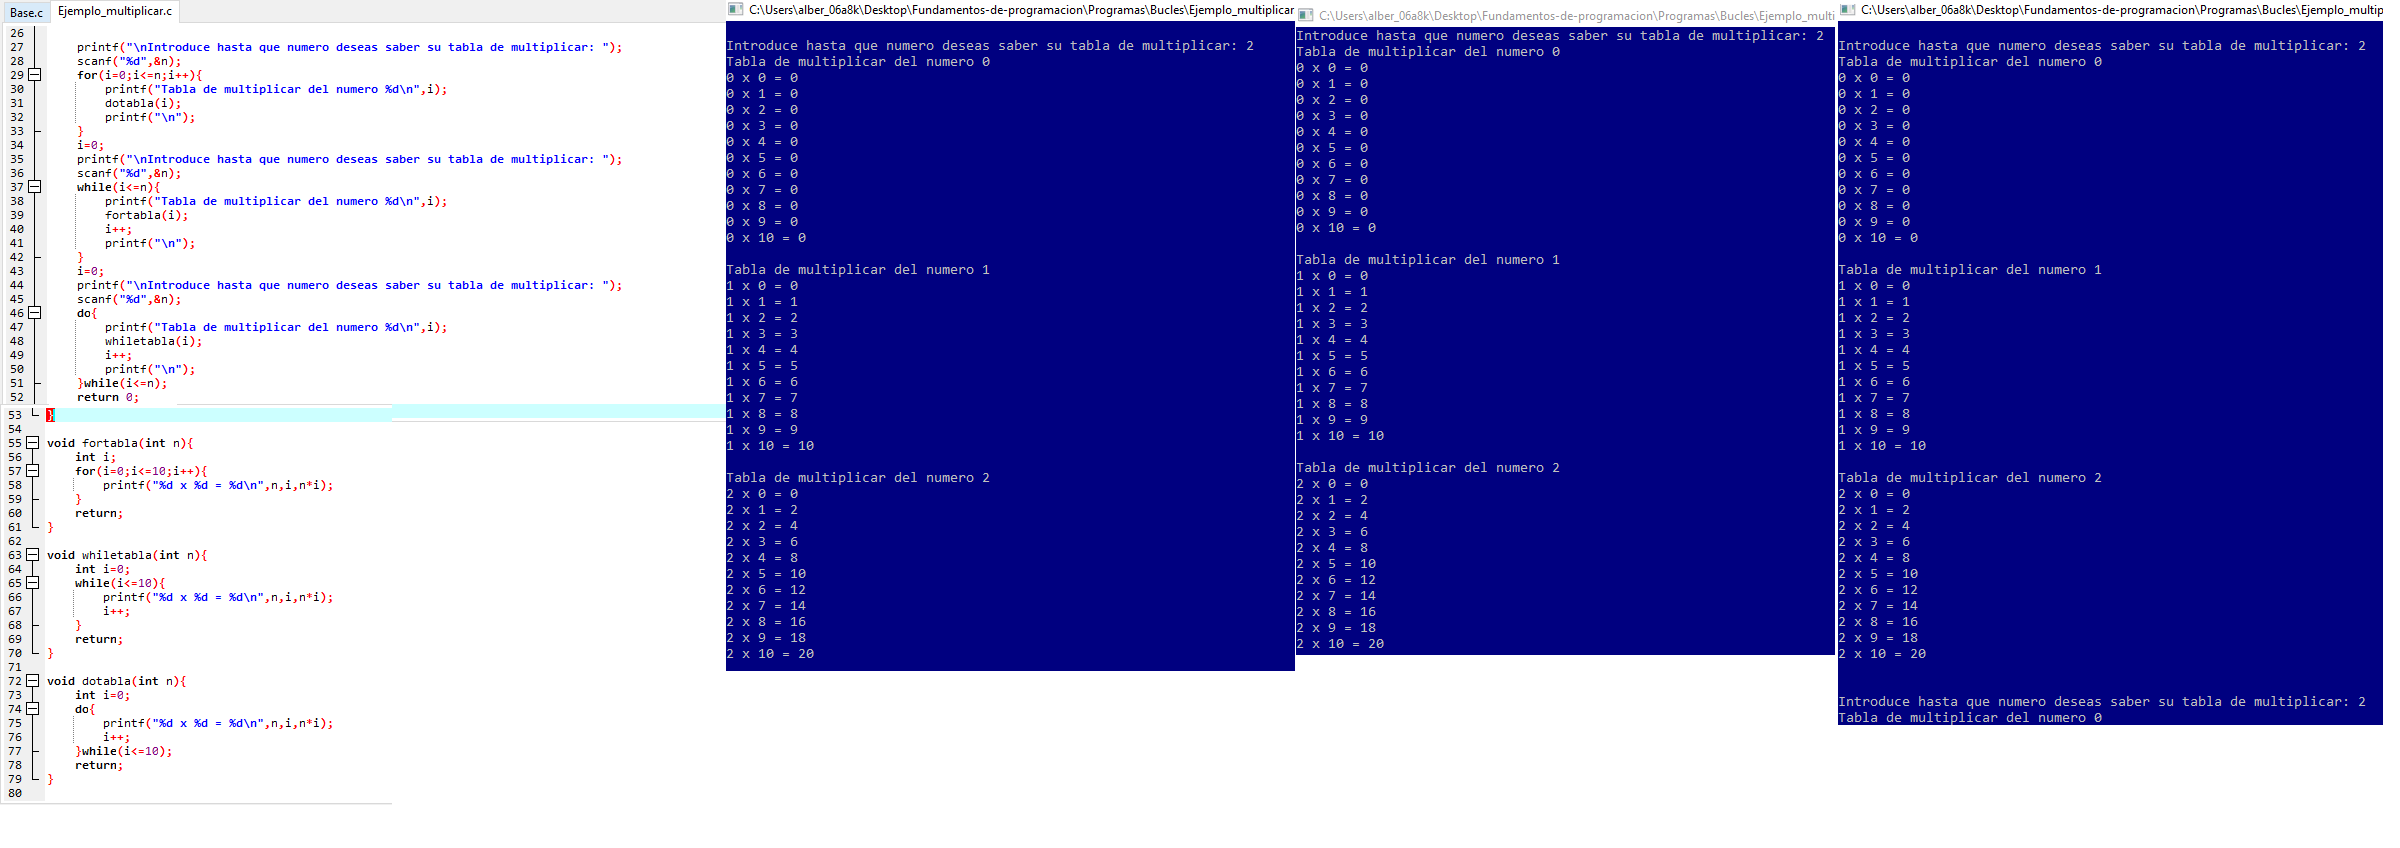 Base.c Ejemplo_multiplicar.c
26
27 printf("\nIntroduce hasta que numero deseas saber su tabla de multiplicar: ");
28 scanf("%d",&n);
29 for(i=0;i<=n;i++){
30 printf("Tabla de multiplicar del numero %d\n",i);
31 dotabla(i);
32 printf("\n");
33 }
34 i=0;
35 printf("\nIntroduce hasta que numero deseas saber su tabla de multiplicar: ");
36 scanf("%d",&n);
37 while(i<=n){
38 printf("Tabla de multiplicar del numero %d\n",i);
39 fortabla(i);
40 i++;
41 printf("\n");
42 }
43 i=0;
44 printf("\nIntroduce hasta que numero deseas saber su tabla de multiplicar: ");
45 scanf("%d",&n);
46 do{
47 printf("Tabla de multiplicar del numero %d\n",i);
48 whiletabla(i);
49 i++;
50 printf("\n");
51 }while(i<=n);
52 return 0;
53 }
54
55 void fortabla(int n){
56 int i;
57 for(i=0;i<=10;i++){
58 printf("%d x %d = %d\n",n,i,n*i);
59 }
60 return;
61 }
62
63 void whiletabla(int n){
64 int i=0;
65 while(i<=10){
66 printf("%d x %d = %d\n",n,i,n*i);
67 i++;
68 }
69 return;
70 }
71
72 void dotabla(int n){
73 int i=0;
74 do{
75 printf("%d x %d = %d\n",n,i,n*i);
76 i++;
77 }while(i<=10);
78 return;
79 }
80
C:\Users\alber_06a8k\Desktop\Fundamentos-de-programacion\Programas\Bucles\Ejemplo_multiplicar
Introduce hasta que numero deseas saber su tabla de multiplicar: 2
Tabla de multiplicar del numero 0
0 x 0 = 0
0 x 1 = 0
0 x 2 = 0
0 x 3 = 0
0 x 4 = 0
0 x 5 = 0
0 x 6 = 0
0 x 7 = 0
0 x 8 = 0
0 x 9 = 0
0 x 10 = 0
Tabla de multiplicar del numero 1
1 x 0 = 0
1 x 1 = 1
1 x 2 = 2
1 x 3 = 3
1 x 4 = 4
1 x 5 = 5
1 x 6 = 6
1 x 7 = 7
1 x 8 = 8
1 x 9 = 9
1 x 10 = 10
Tabla de multiplicar del numero 2
2 x 0 = 0
2 x 1 = 2
2 x 2 = 4
2 x 3 = 6
2 x 4 = 8
2 x 5 = 10
2 x 6 = 12
2 x 7 = 14
2 x 8 = 16
2 x 9 = 18
2 x 10 = 20
C:\Users\alber_06a8k\Desktop\Fundamentos-de-programacion\Programas\Bucles\Ejemplo_multi
Introduce hasta que numero deseas saber su tabla de multiplicar: 2
Tabla de multiplicar del numero 0
0 x 0 = 0
0 x 1 = 0
0 x 2 = 0
0 x 3 = 0
0 x 4 = 0
0 x 5 = 0
0 x 6 = 0
0 x 7 = 0
0 x 8 = 0
0 x 9 = 0
0 x 10 = 0
Tabla de multiplicar del numero 1
1 x 0 = 0
1 x 1 = 1
1 x 2 = 2
1 x 3 = 3
1 x 4 = 4
1 x 5 = 5
1 x 6 = 6
1 x 7 = 7
1 x 8 = 8
1 x 9 = 9
1 x 10 = 10
Tabla de multiplicar del numero 2
2 x 0 = 0
2 x 1 = 2
2 x 2 = 4
2 x 3 = 6
2 x 4 = 8
2 x 5 = 10
2 x 6 = 12
2 x 7 = 14
2 x 8 = 16
2 x 9 = 18
2 x 10 = 20
C:\Users\alber_06a8k\Desktop\Fundamentos-de-programacion\Programas\Bucles\Ejemplo_multip
Introduce hasta que numero deseas saber su tabla de multiplicar: 2
Tabla de multiplicar del numero 0
0 x 0 = 0
0 x 1 = 0
0 x 2 = 0
0 x 3 = 0
0 x 4 = 0
0 x 5 = 0
0 x 6 = 0
0 x 7 = 0
0 x 8 = 0
0 x 9 = 0
0 x 10 = 0
Tabla de multiplicar del numero 1
1 x 0 = 0
1 x 1 = 1
1 x 2 = 2
1 x 3 = 3
1 x 4 = 4
1 x 5 = 5
1 x 6 = 6
1 x 7 = 7
1 x 8 = 8
1 x 9 = 9
1 x 10 = 10
Tabla de multiplicar del numero 2
2 x 0 = 0
2 x 1 = 2
2 x 2 = 4
2 x 3 = 6
2 x 4 = 8
2 x 5 = 10
2 x 6 = 12
2 x 7 = 14
2 x 8 = 16
2 x 9 = 18
2 x 10 = 20
Introduce hasta que numero deseas saber su tabla de multiplicar: 2
Tabla de multiplicar del numero 0